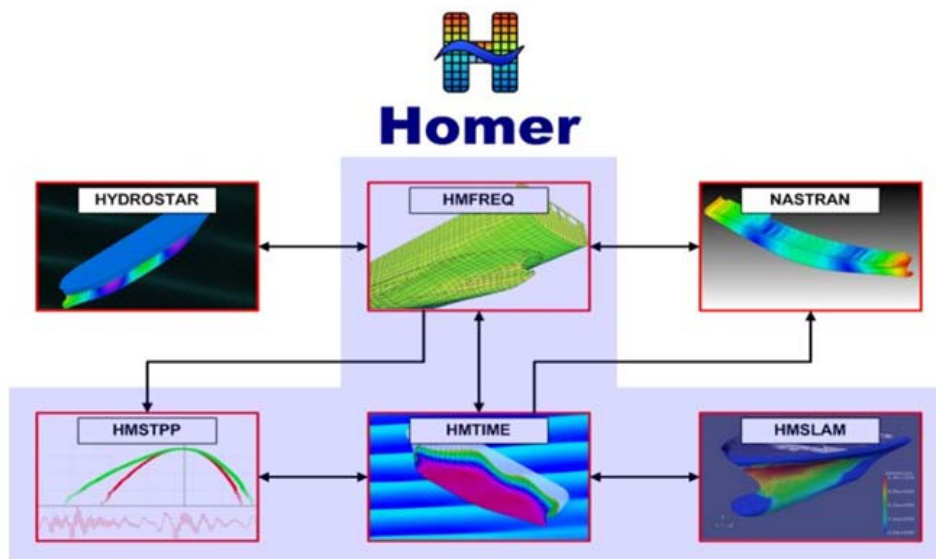 Homer
HYDROSTAR
HMFREQ
NASTRAN
HMSTPP
HMTIME
HMSLAM